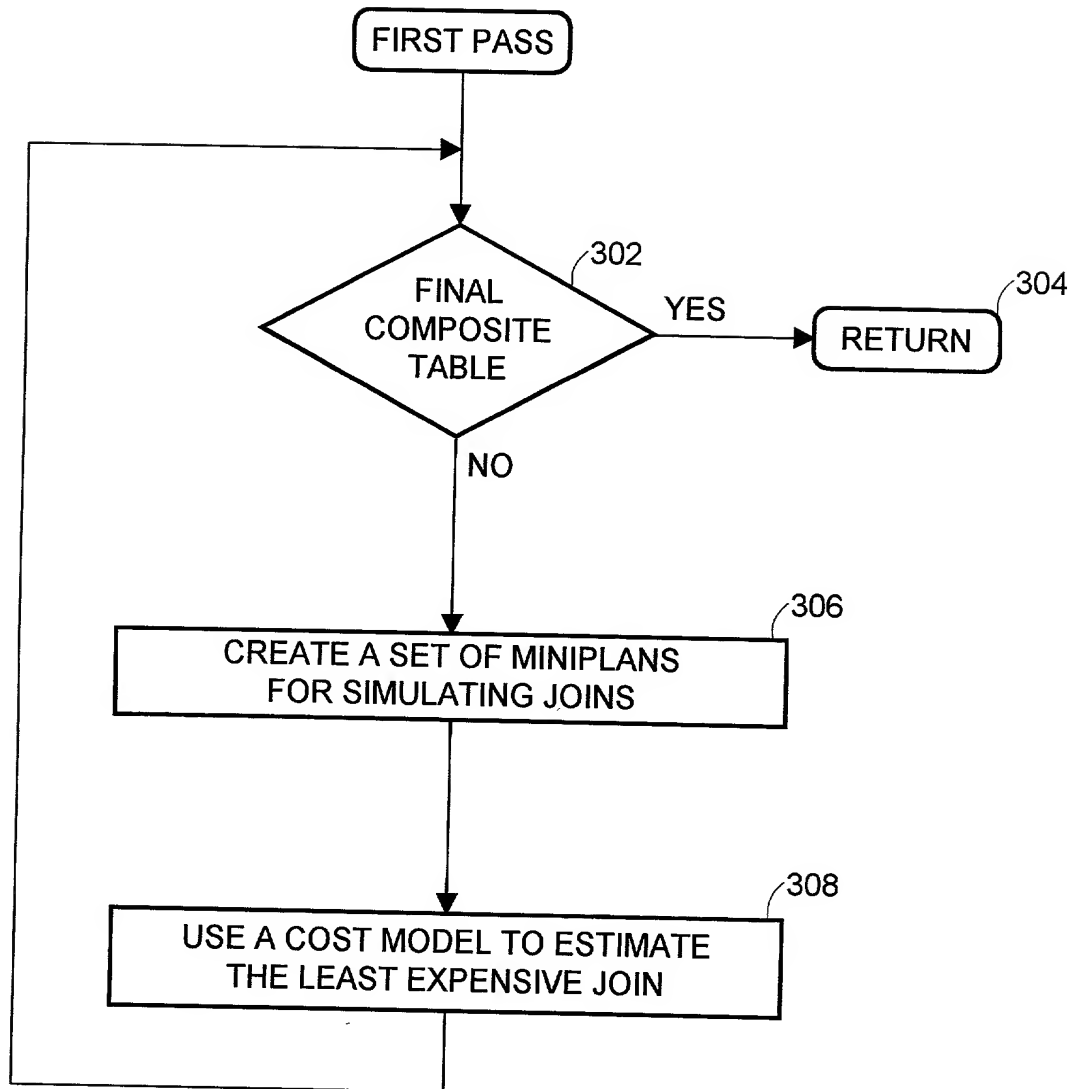 FIRST PASS
302
FINAL
COMPOSITE
TABLE
YES
304
RETURN
NO
306
CREATE A SET OF MINIPLANS
FOR SIMULATING JOINS
308
USE A COST MODEL TO ESTIMATE
THE LEAST EXPENSIVE JOIN